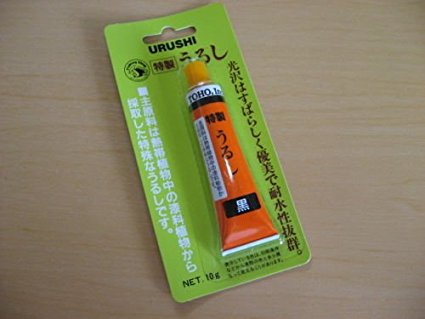 URUSHI
特製 うるし
光沢はすばらしく優美で耐水性抜群。
■主原料は熱帯植物中の漆科植物から
採取した特殊なうるしです。
TOHO, In
特製 うるし
黒
NET. 10g